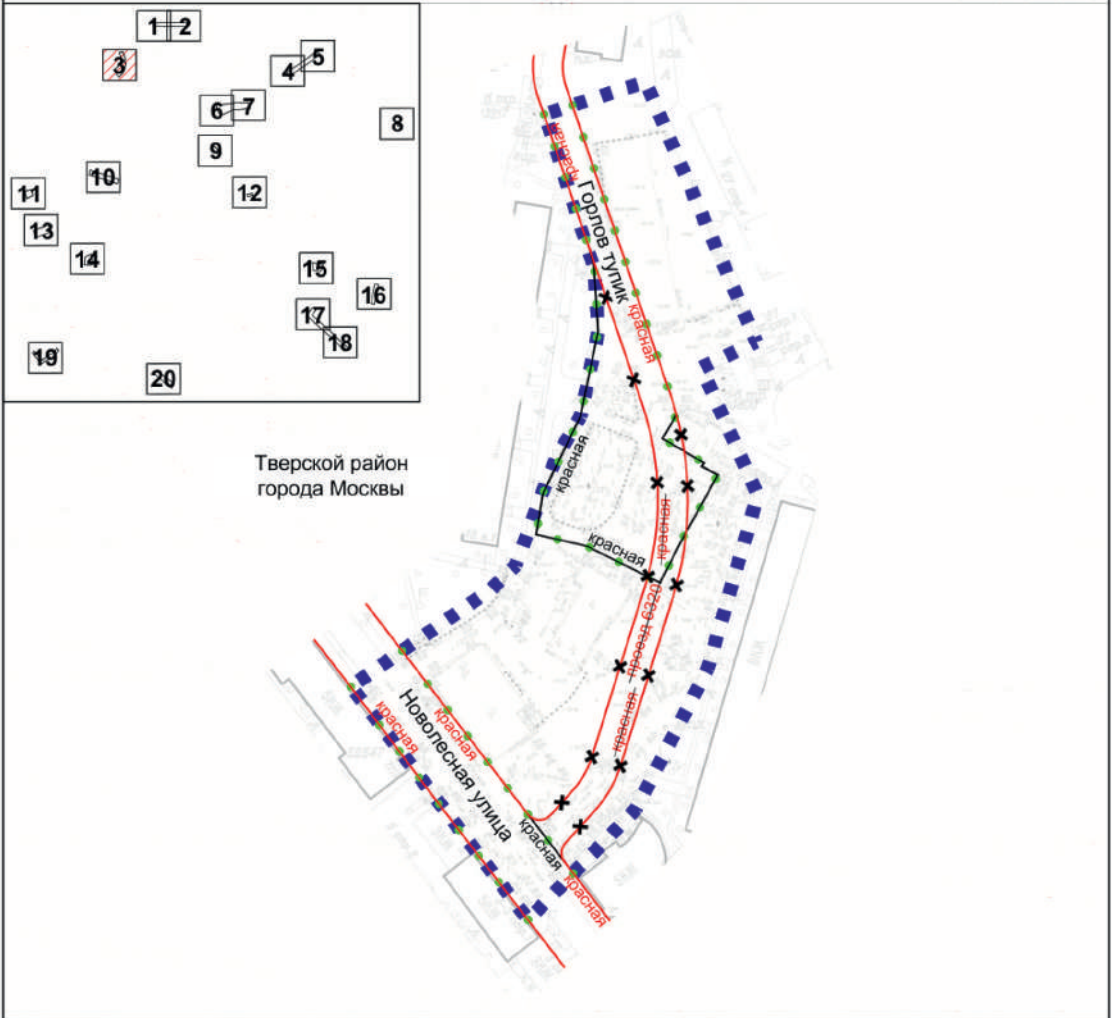 1 2
3
4 5
6 7
8
9
10
11
12
13
14
15
16
17
18
19
20
Тверской район
города Москвы
красная
Горлов тупик
красная
красная
красная
красная
проезд 6320
красная
Новолесная улица
красная
красная
красная
красная